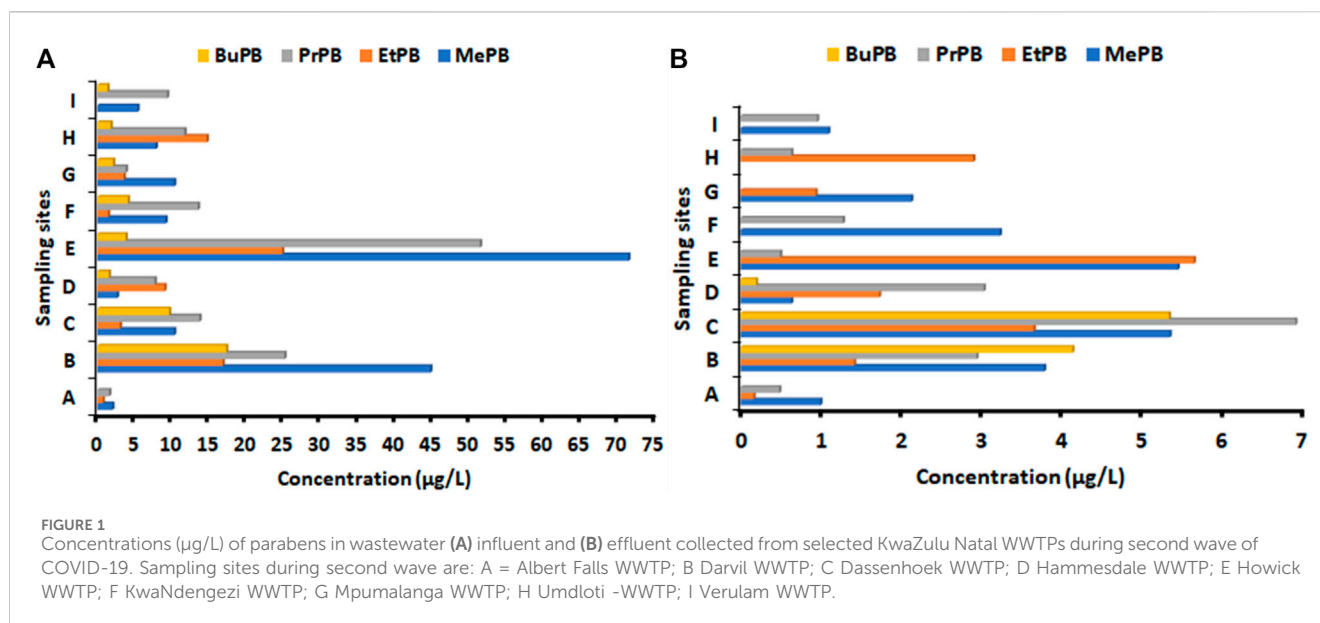 A
BuPB PrPB EtPB MePB
Sampling sites
I
H
G
F
E
D
C
B
A
0 5 10 15 20 25 30 35 40 45 50 55 60 65 70 75
Concentration (µg/L)
B
BuPB PrPB EtPB MePB
Sampling sites
I
H
G
F
E
D
C
B
A
0 1 2 3 4 5 6 7
Concentration (µg/L)
FIGURE 1
Concentrations (µg/L) of parabens in wastewater (A) influent and (B) effluent collected from selected KwaZulu Natal WWTPs during second wave of
COVID-19. Sampling sites during second wave are: A = Albert Falls WWTP; B Darvil WWTP; C Dassenhoek WWTP; D Hammesdale WWTP; E Howick
WWTP; F KwaNdengezi WWTP; G Mpumalanga WWTP; H Umdloti -WWTP; I Verulam WWTP.